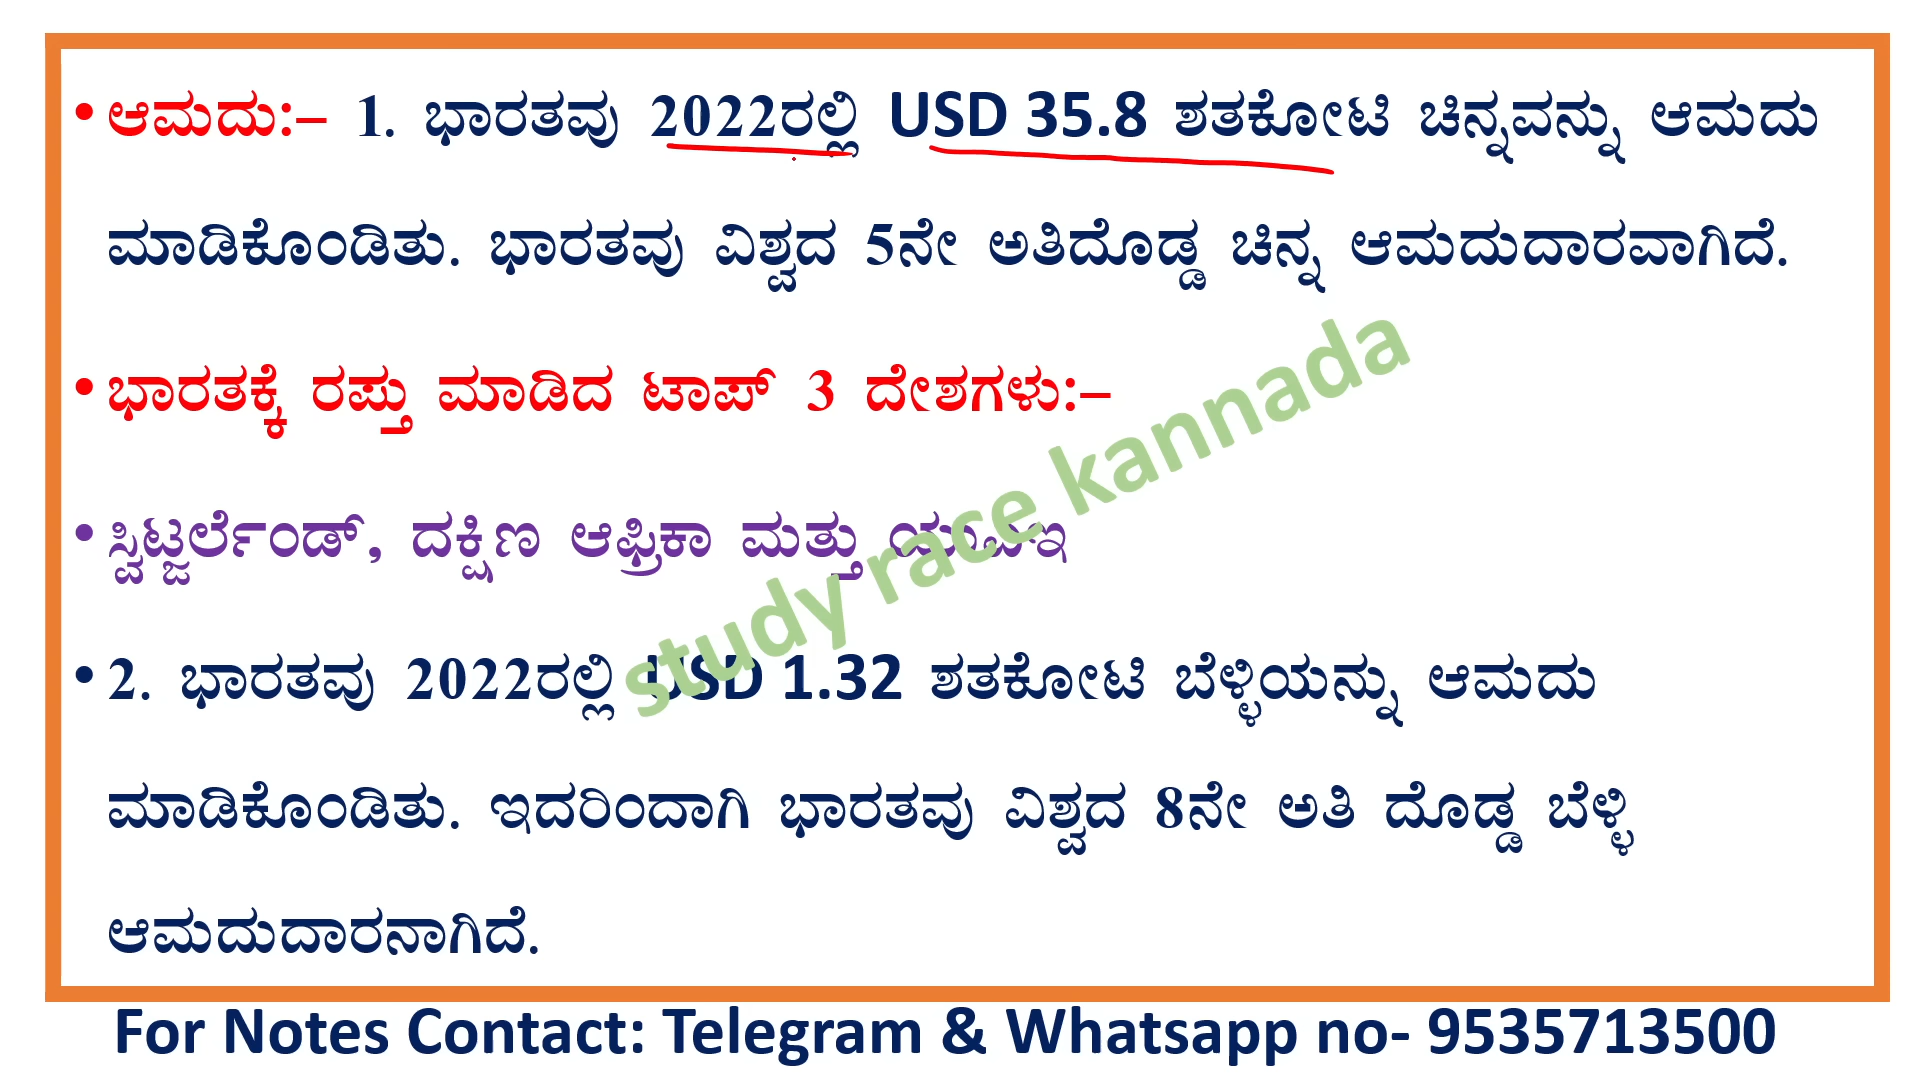 • ಆಮದು:– 1. ಭಾರತವು 2022ರಲ್ಲಿ USD 35.8 ಶತಕೋಟಿ ಚಿನ್ನವನ್ನು ಆಮದು
ಮಾಡಿಕೊಂಡಿತು. ಭಾರತವು ವಿಶ್ವದ 5ನೇ ಅತಿದೊಡ್ಡ ಚಿನ್ನ ಆಮದುದಾರವಾಗಿದೆ.
• ಭಾರತಕ್ಕೆ ರಪ್ತು ಮಾಡಿದ ಟಾಪ್ 3 ದೇಶಗಳು:–
• ಸ್ವಿಟ್ಜರ್ಲೆಂಡ್, ದಕ್ಷಿಣ ಆಫ್ರಿಕಾ ಮತ್ತು ಯುಎಇ
study race kannada
• 2. ಭಾರತವು 2022ರಲ್ಲಿ USD 1.32 ಶತಕೋಟಿ ಬೆಳ್ಳಿಯನ್ನು ಆಮದು
ಮಾಡಿಕೊಂಡಿತು. ಇದರಿಂದಾಗಿ ಭಾರತವು ವಿಶ್ವದ 8ನೇ ಅತಿ ದೊಡ್ಡ ಬೆಳ್ಳಿ
ಆಮದುದಾರನಾಗಿದೆ.
For Notes Contact: Telegram & Whatsapp no- 9535713500